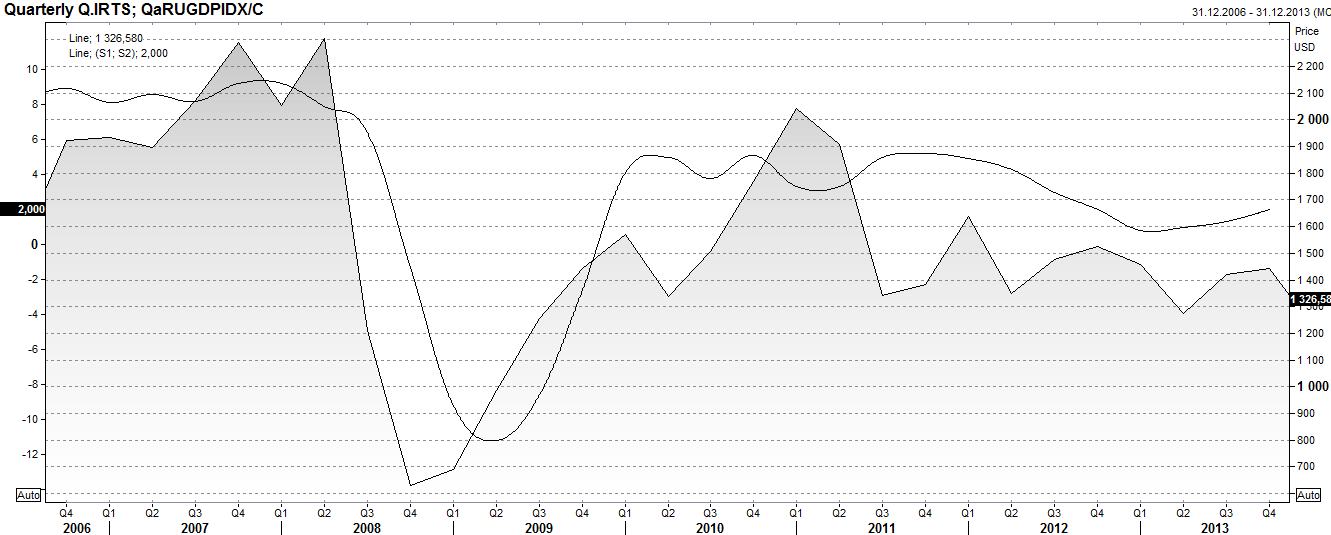 Quarterly Q.IRTS; QaRUGDPIDX/C
31.12.2006 - 31.12.2013 (MO
Line; 1 326,580
Line; (S1; S2); 2,000
Price
USD
10
8
6
4
2,000
0
-2
-4
-6
-8
-10
-12
Auto
2 200
2 100
2 000
1 900
1 800
1 700
1 600
1 500
1 400
1 326,58
1 200
1 100
1 000
900
800
700
Auto
Q4 Q1 Q2 Q3 Q4 Q1 Q2 Q3 Q4 Q1 Q2 Q3 Q4 Q1 Q2 Q3 Q4 Q1 Q2 Q3 Q4 Q1 Q2 Q3 Q4 Q1 Q2 Q3 Q4
2006 2007 2008 2009 2010 2011 2012 2013